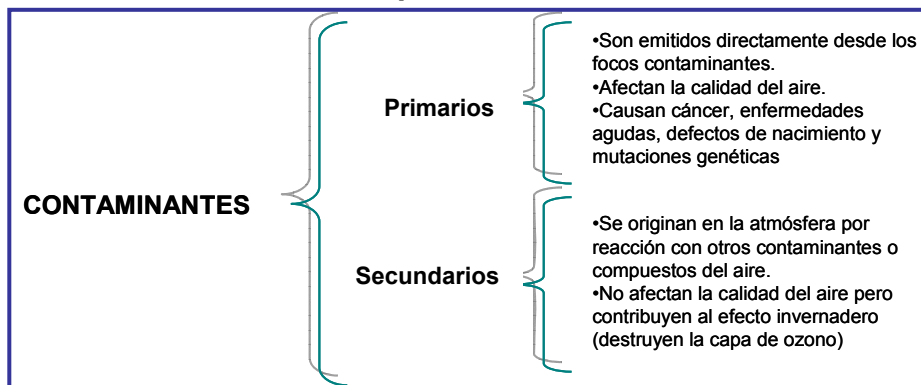 CONTAMINANTES
Primarios
•Son emitidos directamente desde los
focos contaminantes.
•Afectan la calidad del aire.
•Causan cáncer, enfermedades
agudas, defectos de nacimiento y
mutaciones genéticas
Secundarios
•Se originan en la atmósfera por
reacción con otros contaminantes o
compuestos del aire.
•No afectan la calidad del aire pero
contribuyen al efecto invernadero
(destruyen la capa de ozono)